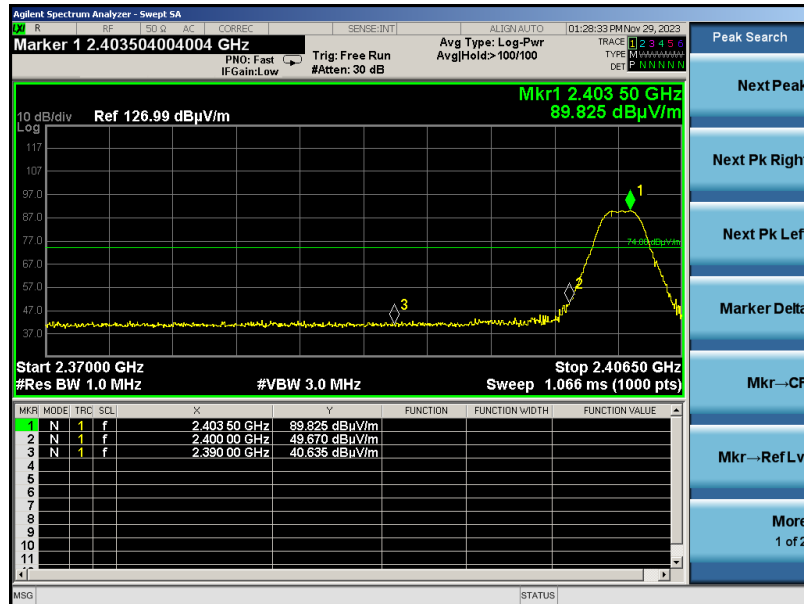 Agilent Spectrum Analyzer - Swept SA
LXI R RF 50 Ω AC CORREC SENSE:INT ALIGN AUTO 01:28:33 PM Nov 29, 2023
Marker 1 2.403504004004 GHz
PNO: Fast
IFGain:Low
Trig: Free Run
#Atten: 30 dB
Avg Type: Log-Pwr
Avg|Hold:>100/100
TRACE 1 2 3 4 5 6
TYPE M
DET P N N N N N
Mkr1 2.403 50 GHz
89.825 dBµV/m
10 dB/div Ref 126.99 dBµV/m
Log
117
107
97.0
87.0
77.0
67.0
57.0
47.0
37.0
1
74.00 dBµV/m
2
3
Start 2.37000 GHz Stop 2.40650 GHz
#Res BW 1.0 MHz #VBW 3.0 MHz Sweep 1.066 ms (1000 pts)
MKR MODE TRC SCL X Y FUNCTION FUNCTION WIDTH FUNCTION VALUE
1 N 1 f 2.403 50 GHz 89.825 dBµV/m
2 N 1 f 2.400 00 GHz 49.670 dBµV/m
3 N 1 f 2.390 00 GHz 40.635 dBµV/m
4
5
6
7
8
9
10
11
MSG STATUS
Peak Search
Next Peak
Next Pk Righ
Next Pk Lef
Marker Delta
Mkr→CF
Mkr→Ref Lv
More
1 of 2